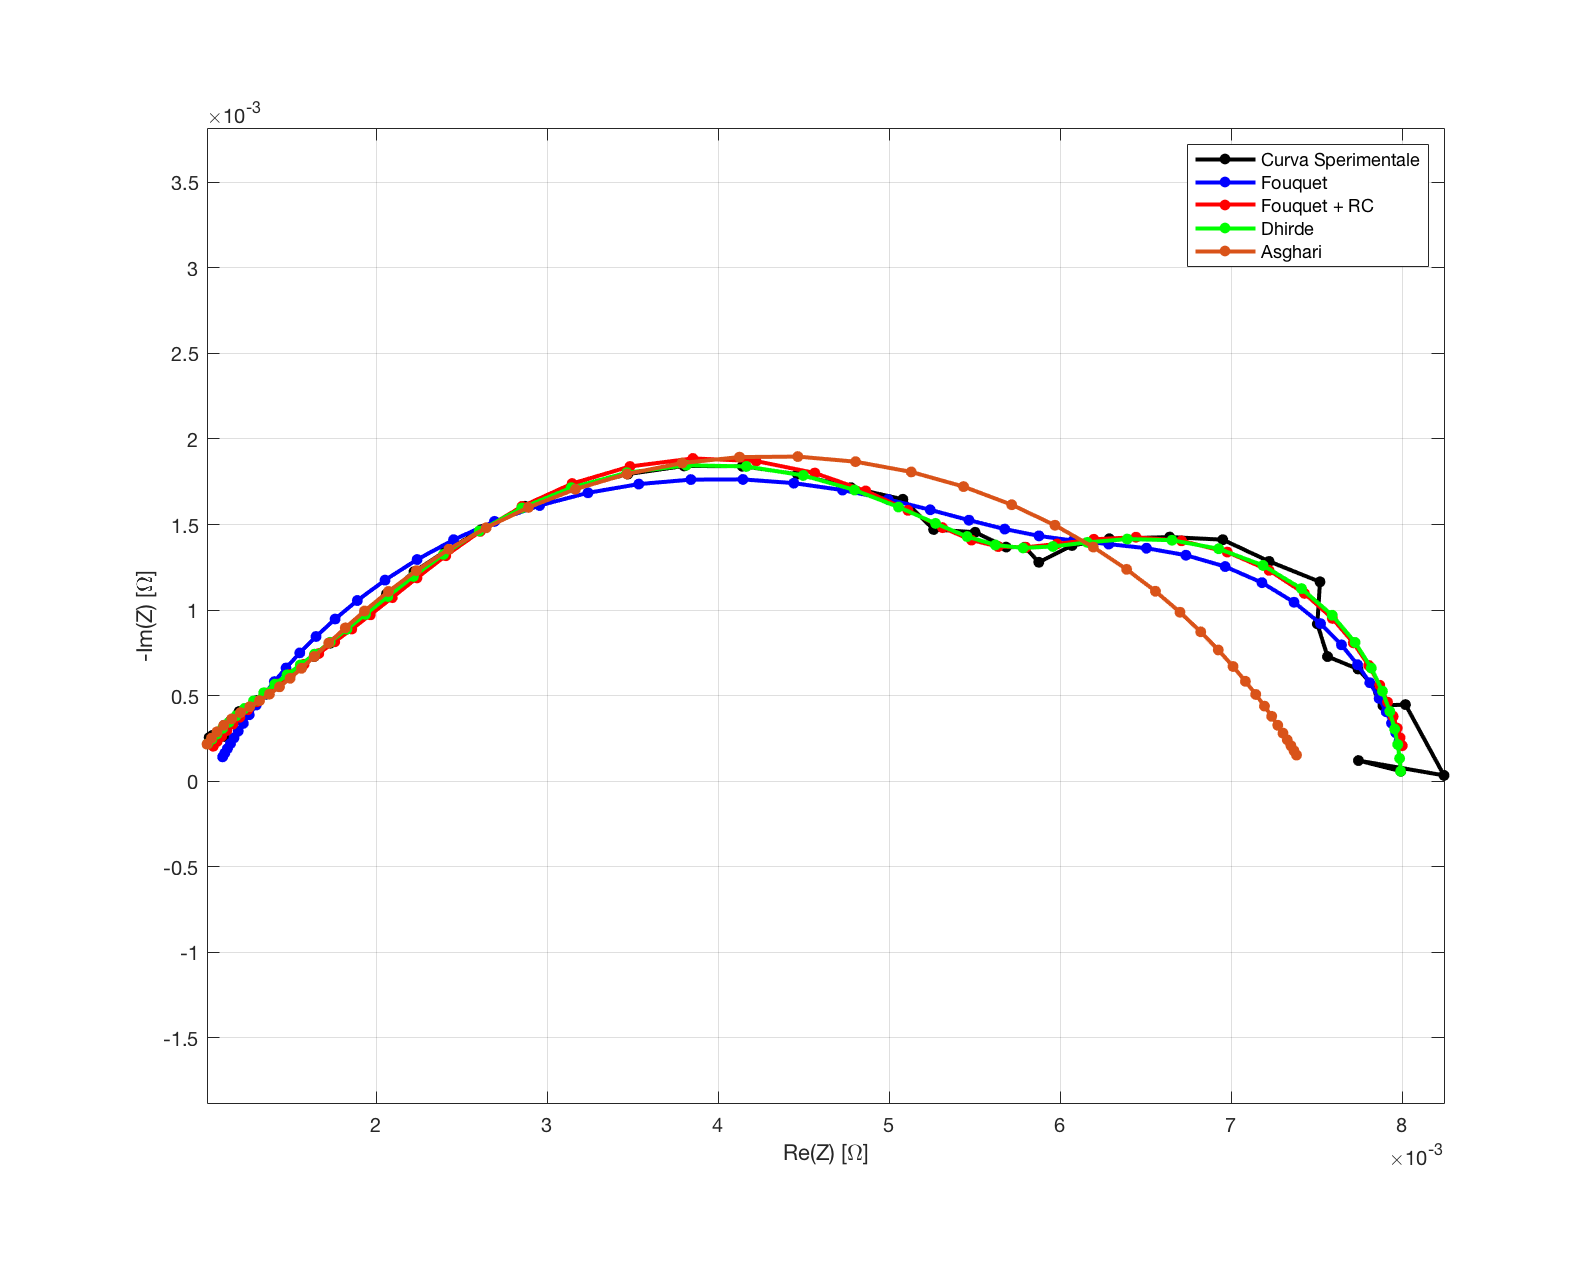 ×10-3
3.5
3
2.5
2
1.5
1
0.5
0
-0.5
-1
-1.5
-Im(Z) [Ω]
Curva Sperimentale
Fouquet
Fouquet + RC
Dhirde
Asghari
2 3 4 5 6 7 8
Re(Z) [Ω]
×10-3